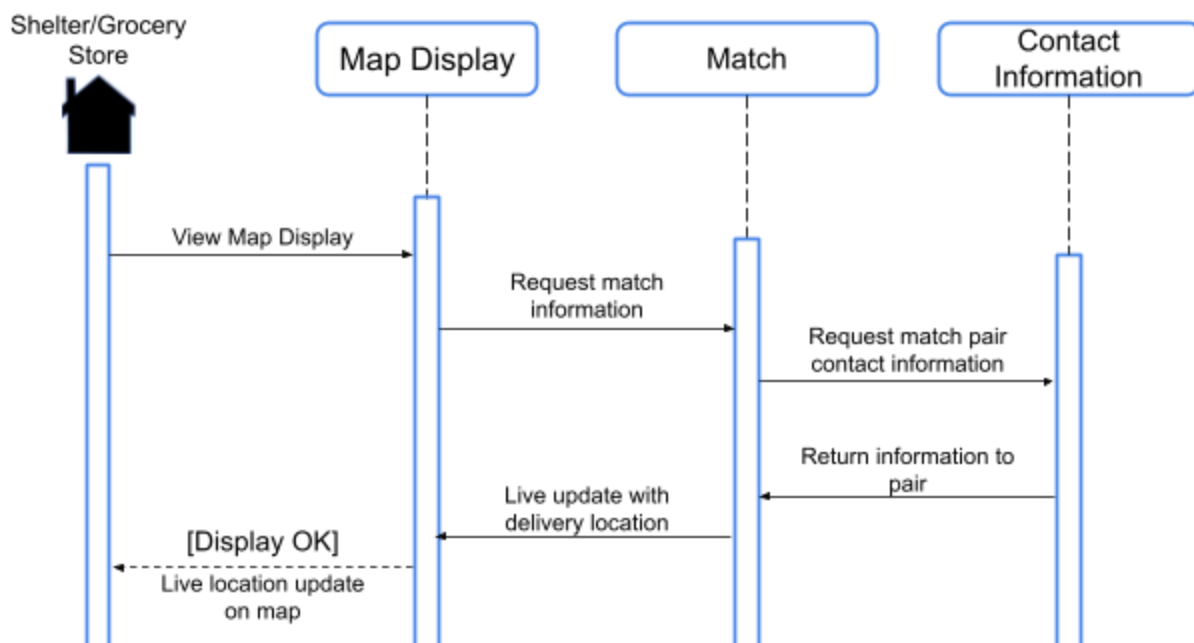 Shelter/Grocery
Store
Map Display
Match
Contact
Information
View Map Display
Request match
information
Request match pair
contact information
Return information to
pair
Live update with
delivery location
[Display OK]
Live location update
on map